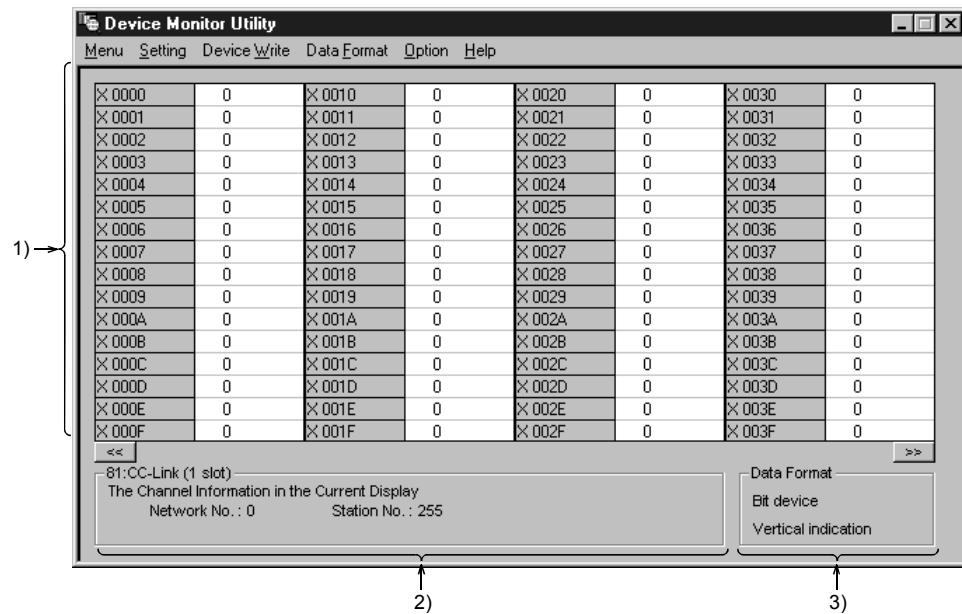 Device Monitor Utility
Menu Setting Device Write Data Format Option Help
X 0000 0 X 0010 0 X 0020 0 X 0030 0
X 0001 0 X 0011 0 X 0021 0 X 0031 0
X 0002 0 X 0012 0 X 0022 0 X 0032 0
X 0003 0 X 0013 0 X 0023 0 X 0033 0
X 0004 0 X 0014 0 X 0024 0 X 0034 0
X 0005 0 X 0015 0 X 0025 0 X 0035 0
X 0006 0 X 0016 0 X 0026 0 X 0036 0
1) X 0007 0 X 0017 0 X 0027 0 X 0037 0
X 0008 0 X 0018 0 X 0028 0 X 0038 0
X 0009 0 X 0019 0 X 0029 0 X 0039 0
X 000A 0 X 001A 0 X 002A 0 X 003A 0
X 000B 0 X 001B 0 X 002B 0 X 003B 0
X 000C 0 X 001C 0 X 002C 0 X 003C 0
X 000D 0 X 001D 0 X 002D 0 X 003D 0
X 000E 0 X 001E 0 X 002E 0 X 003E 0
X 000F 0 X 001F 0 X 002F 0 X 003F 0
<< >>
81:CC-Link (1 slot)
The Channel Information in the Current Display
Network No. : 0 Station No. : 255
Data Format
Bit device
Vertical indication
2) 3)